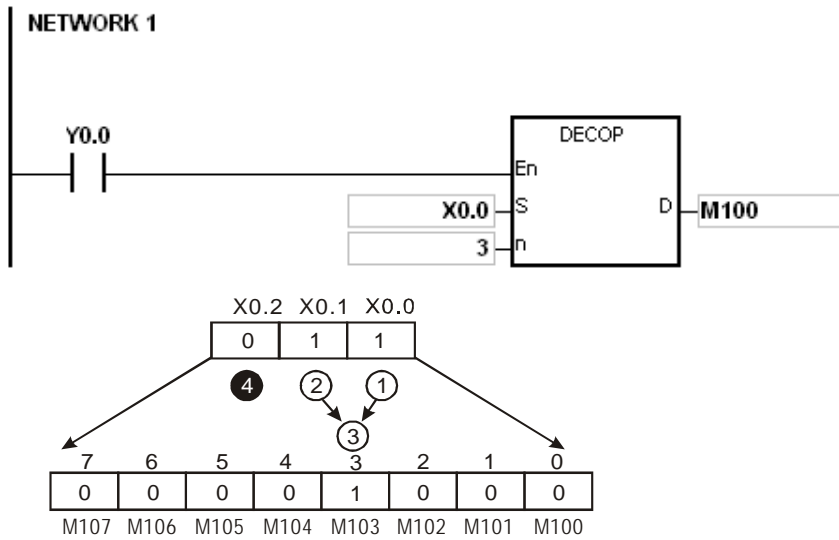 NETWORK 1
Y0.0
DECOP
En
X0.0 S D M100
3 n
X0.2 X0.1 X0.0
0 1 1
4 2 1
3
7 6 5 4 3 2 1 0
0 0 0 0 1 0 0 0
M107 M106 M105 M104 M103 M102 M101 M100